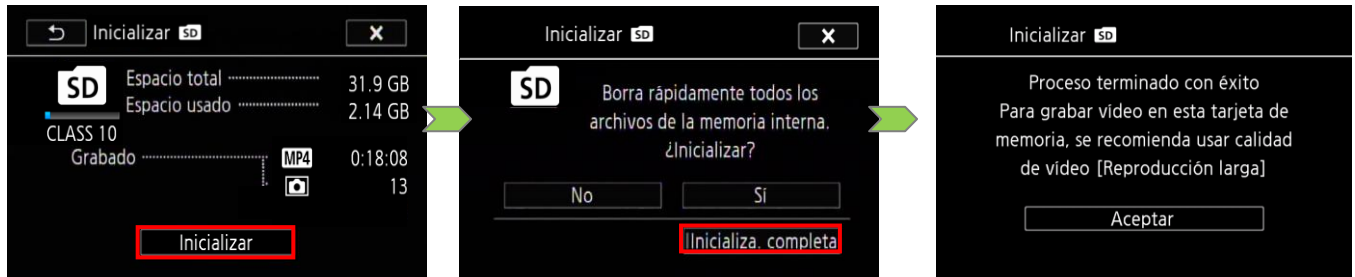 Inicializar SD
SD
Espacio total 31.9 GB
Espacio usado 2.14 GB
CLASS 10
Grabado MP4 0:18:08
13
Inicializar
Inicializar SD
SD
Borra rápidamente todos los
archivos de la memoria interna.
¿Inicializar?
No Sí
Inicializa. completa
Inicializar SD
Proceso terminado con éxito
Para grabar vídeo en esta tarjeta de
memoria, se recomienda usar calidad
de vídeo [Reproducción larga]
Aceptar